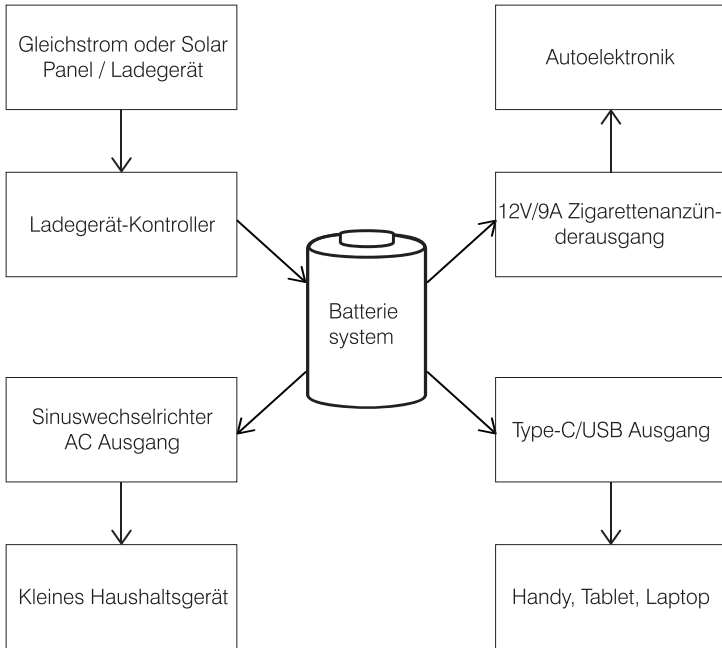 Gleichstrom oder Solar
Panel / Ladegerät
Autoelektronik
Ladegerät-Kontroller
12V/9A Zigarettenanzün-
derausgang
Batterie
system
Sinuswechselrichter
AC Ausgang
Type-C/USB Ausgang
Kleines Haushaltsgerät
Handy, Tablet, Laptop